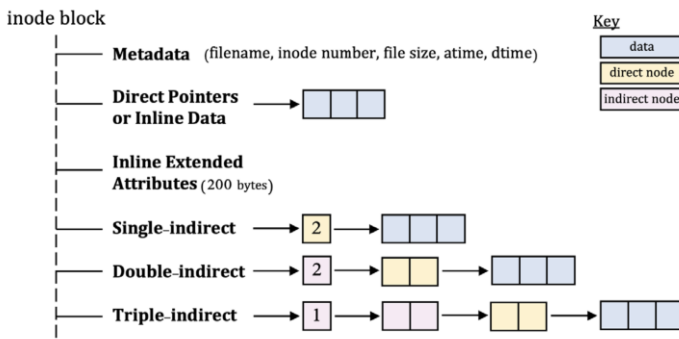 inode block
Key
data
direct node
indirect node
Metadata (filename, inode number, file size, atime, dtime)
Direct Pointers
or Inline Data
Inline Extended
Attributes (200 bytes)
Single-indirect 2
Double-indirect 2
Triple-indirect 1